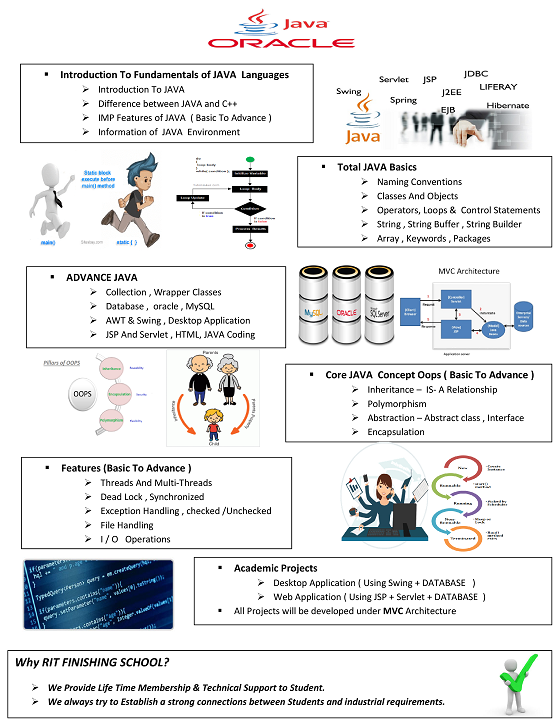 Java
ORACLE
▪ Introduction To Fundamentals of JAVA Languages
➢ Introduction To JAVA
➢ Difference between JAVA and C++
➢ IMP Features of JAVA ( Basic To Advance )
➢ Information of JAVA Environment
Servlet JSP JDBC
Swing J2EE LIFERAY
Spring EJB Hibernate
Java
Static block
execute before
main() method
main()
static { }
Loop Body
Condition
▪ Total JAVA Basics
➢ Naming Conventions
➢ Classes And Objects
➢ Operators, Loops & Control Statements
➢ String , String Buffer , String Builder
➢ Array , Keywords , Packages
▪ ADVANCE JAVA
➢ Collection , Wrapper Classes
➢ Database , oracle , MySQL
➢ AWT & Swing , Desktop Application
➢ JSP And Servlet , HTML, JAVA Coding
MySQL
ORACLE
SQL Server
MVC Architecture
Application server
Pillars of OOPS
OOPS
Inheritance
Encapsulation
Polymorphism
Parents
Child
▪ Core JAVA Concept Oops ( Basic To Advance )
➢ Inheritance – IS- A Relationship
➢ Polymorphism
➢ Abstraction – Abstract class , Interface
➢ Encapsulation
▪ Features (Basic To Advance )
➢ Threads And Multi-Threads
➢ Dead Lock , Synchronized
➢ Exception Handling , checked /Unchecked
➢ File Handling
➢ I / O Operations
New
Runnable
Running
Terminated
▪ Academic Projects
➢ Desktop Application ( Using Swing + DATABASE )
➢ Web Application ( Using JSP + Servlet + DATABASE )
▪ All Projects will be developed under MVC Architecture
Why RIT FINISHING SCHOOL?
➢ We Provide Life Time Membership & Technical Support to Student.
➢ We always try to Establish a strong connections between Students and industrial requirements.